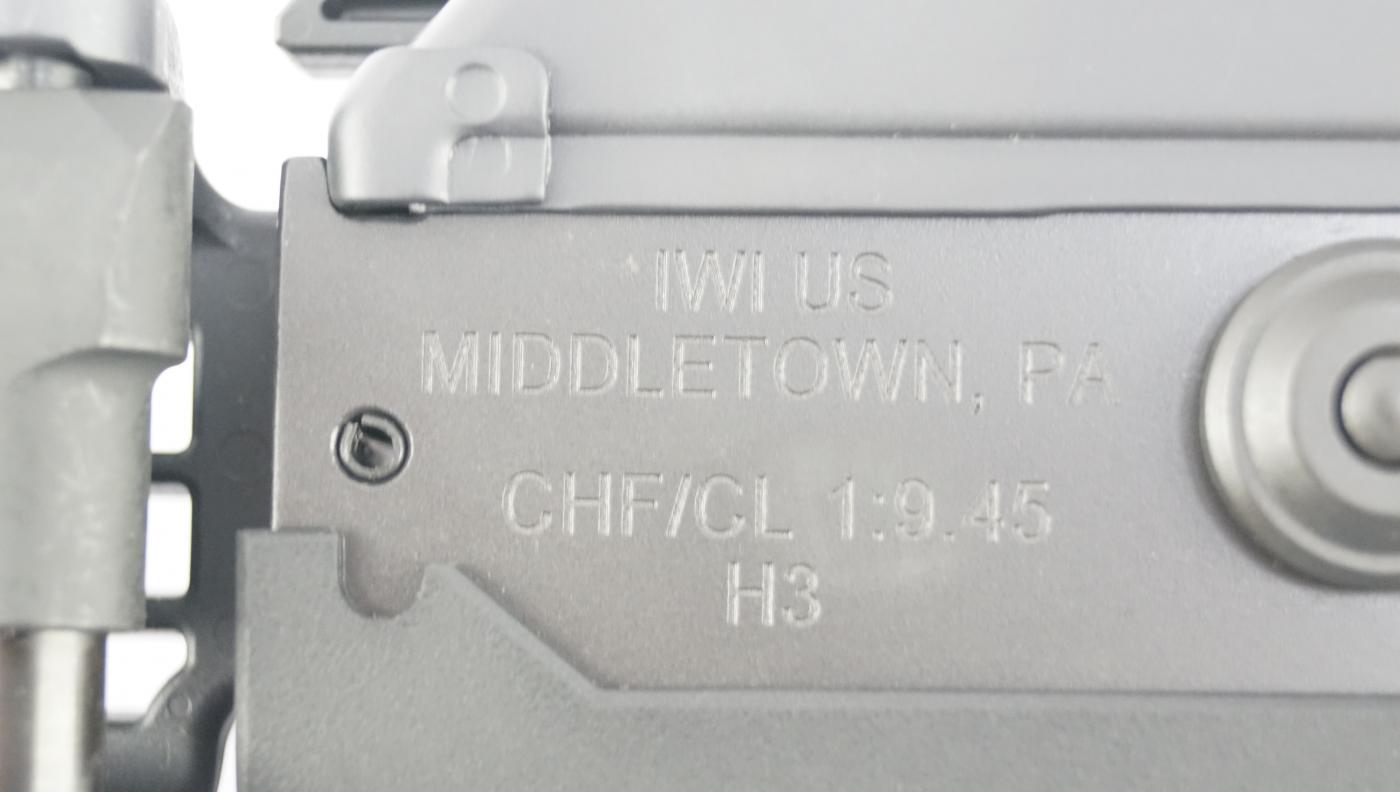 IWI US
MIDDLETOWN, PA
CHF/CL 1:9.45
H3